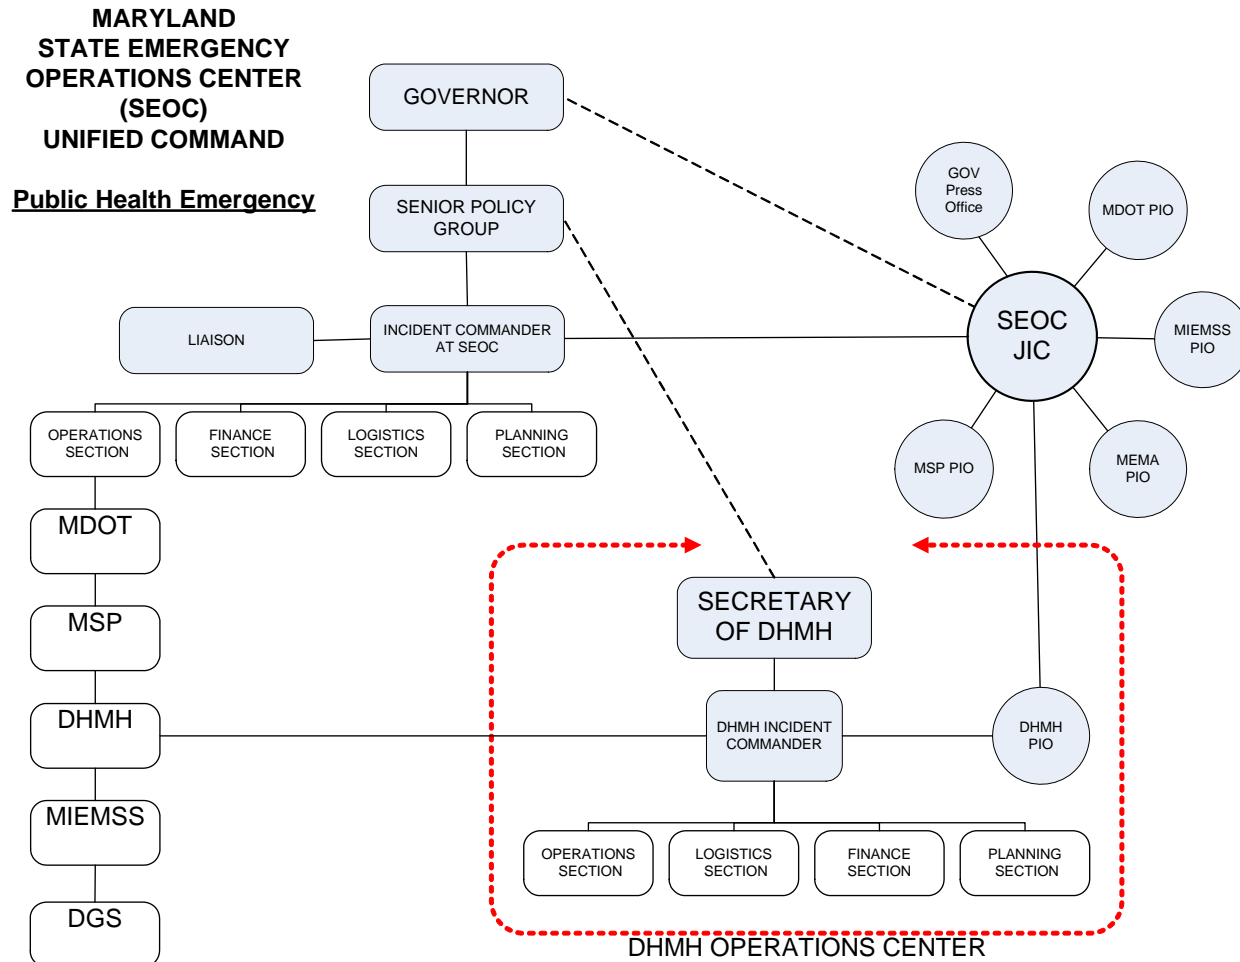 MARYLAND
STATE EMERGENCY
OPERATIONS CENTER
(SEOC)
UNIFIED COMMAND
Public Health Emergency
GOVERNOR
SENIOR POLICY
GROUP
LIAISON
INCIDENT COMMANDER
AT SEOC
GOV
Press
Office
MDOT PIO
SEOC
JIC
MIEMSS
PIO
MSP PIO
MEMA
PIO
OPERATIONS
SECTION
FINANCE
SECTION
LOGISTICS
SECTION
PLANNING
SECTION
MDOT
MSP
DHMH
MIEMSS
DGS
SECRETARY
OF DHMH
DHMH INCIDENT
COMMANDER
DHMH
PIO
OPERATIONS
SECTION
LOGISTICS
SECTION
FINANCE
SECTION
PLANNING
SECTION
DHMH OPERATIONS CENTER